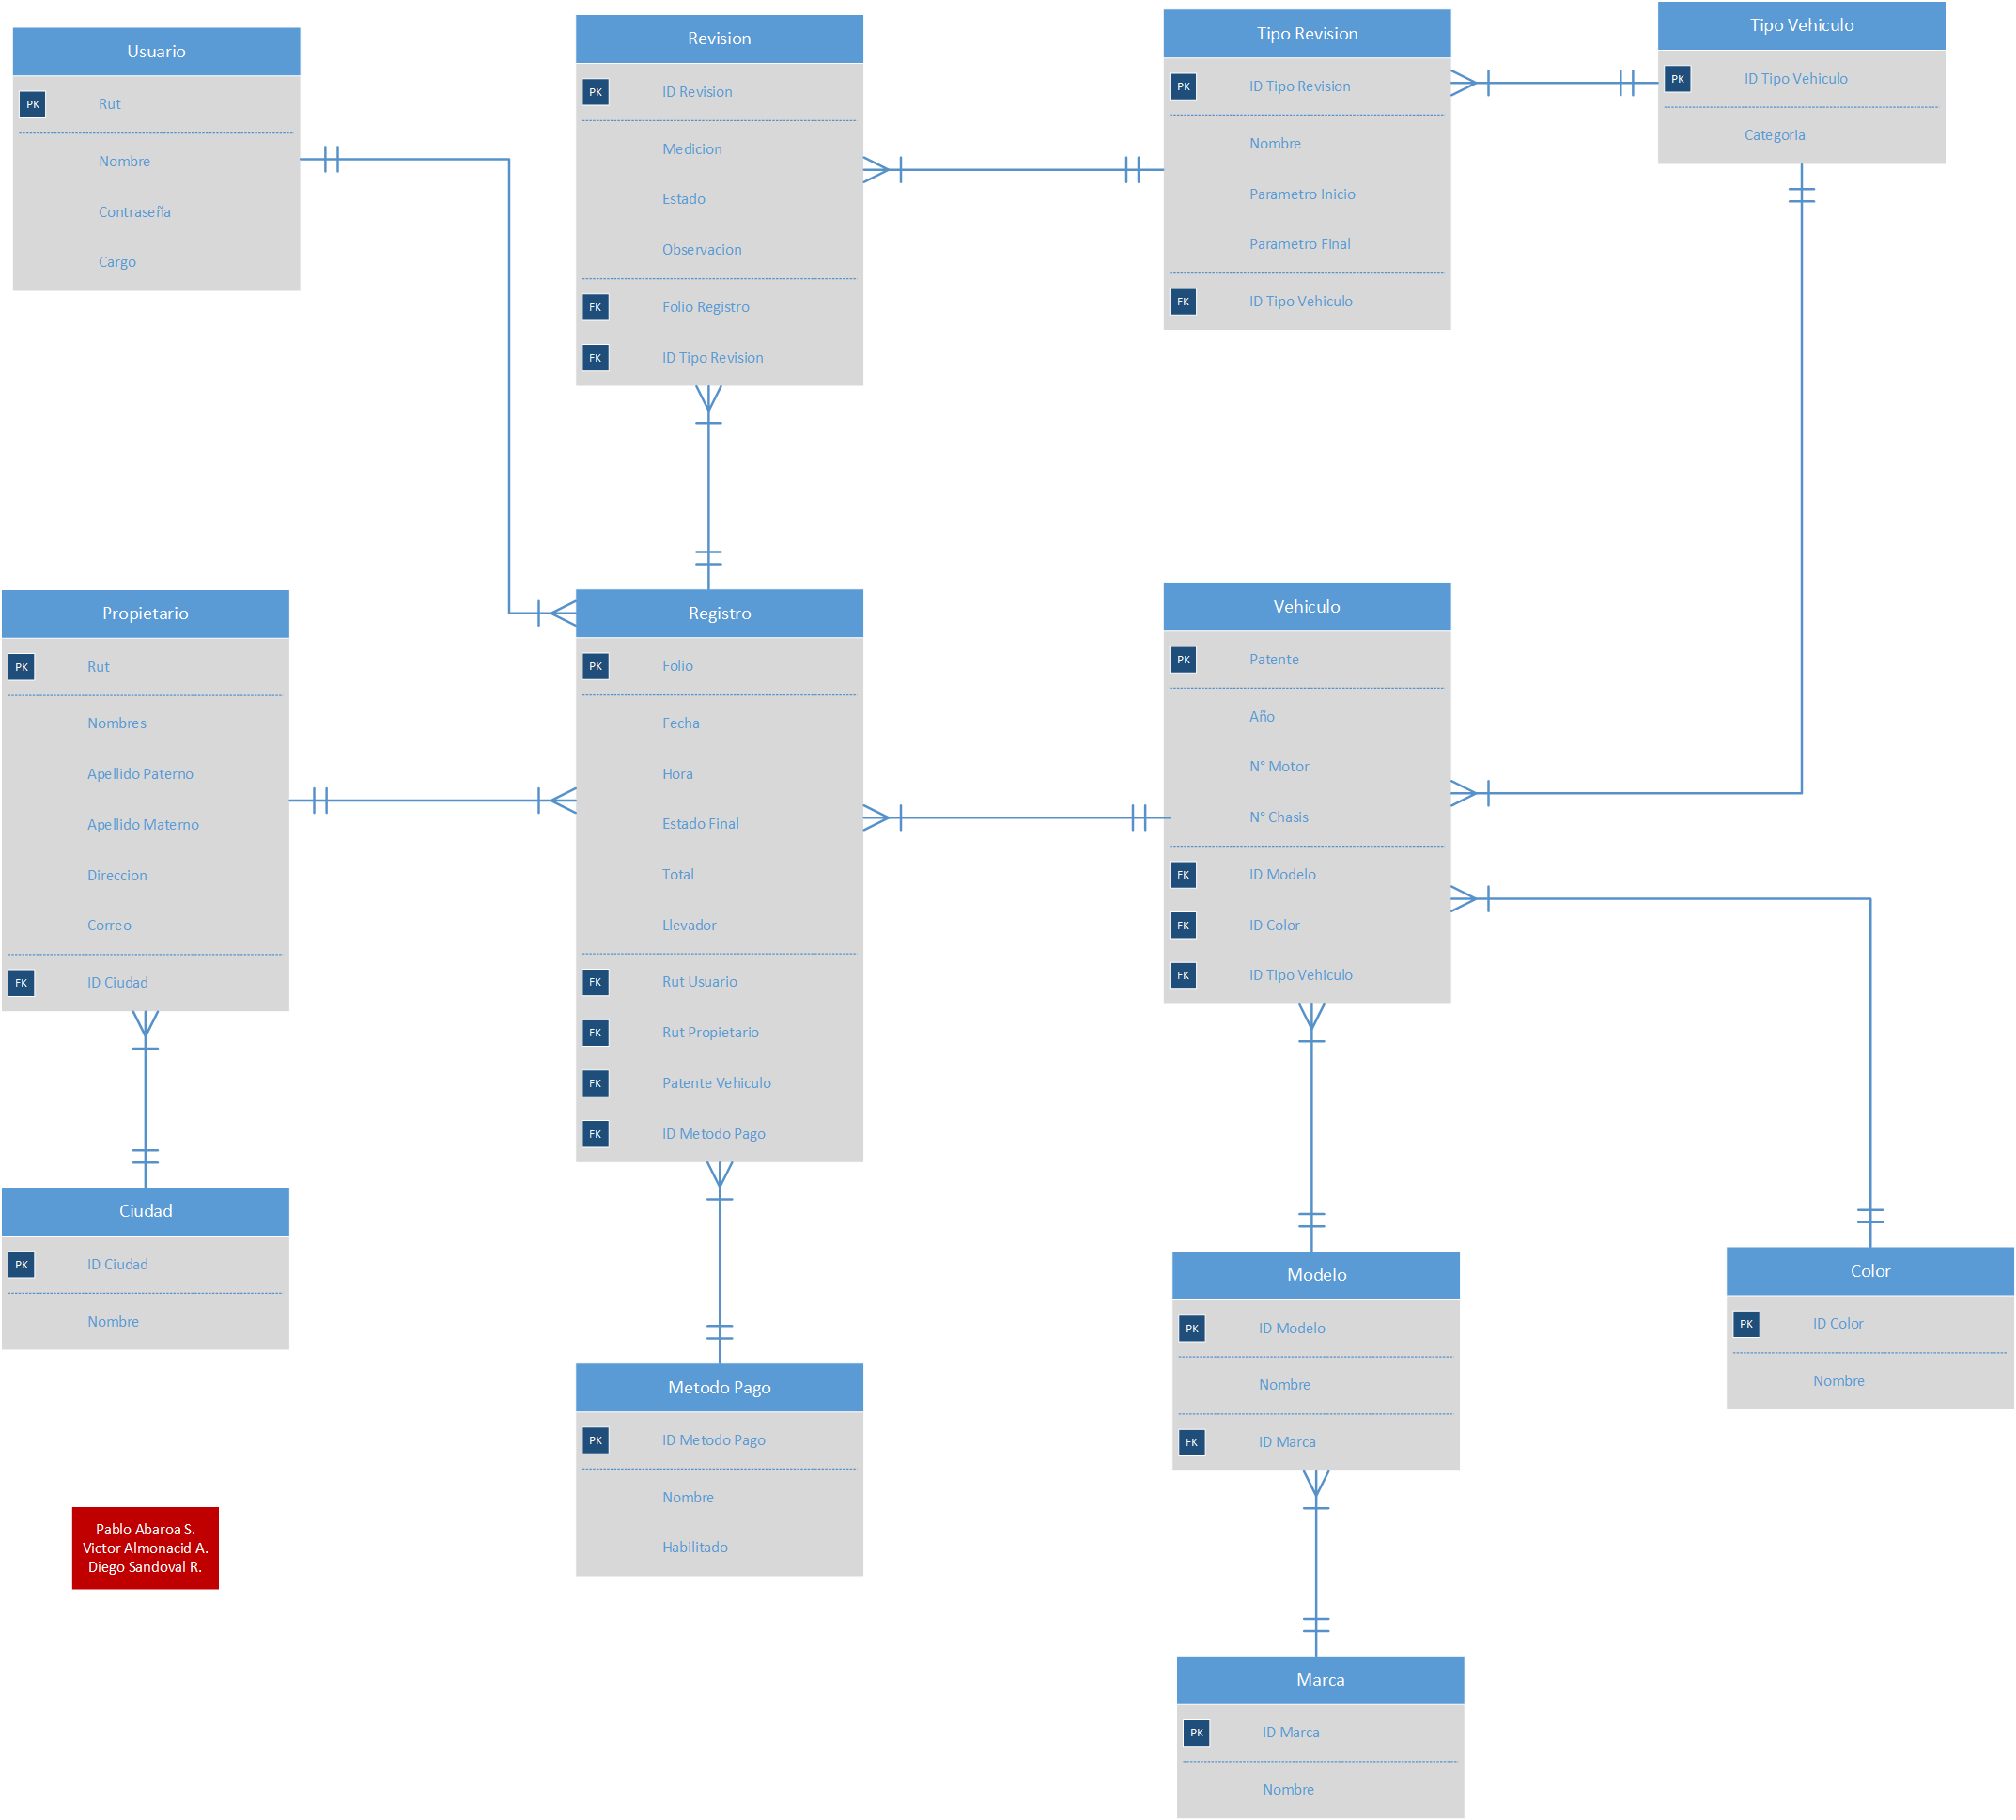 Usuario
PK Rut
Nombre
Contraseña
Cargo
Revision
PK ID Revision
Medicion
Estado
Observacion
FK Folio Registro
FK ID Tipo Revision
Tipo Revision
PK ID Tipo Revision
Nombre
Parametro Inicio
Parametro Final
FK ID Tipo Vehiculo
Tipo Vehiculo
PK ID Tipo Vehiculo
Categoria
Propietario
PK Rut
Nombres
Apellido Paterno
Apellido Materno
Direccion
Correo
FK ID Ciudad
Registro
PK Folio
Fecha
Hora
Estado Final
Total
Llevador
FK Rut Usuario
FK Rut Propietario
FK Patente Vehiculo
FK ID Metodo Pago
Vehiculo
PK Patente
Año
N° Motor
N° Chasis
FK ID Modelo
FK ID Color
FK ID Tipo Vehiculo
Ciudad
PK ID Ciudad
Nombre
Metodo Pago
PK ID Metodo Pago
Nombre
Habilitado
Modelo
PK ID Modelo
Nombre
FK ID Marca
Color
PK ID Color
Nombre
Pablo Abaroa S.
Victor Almonacid A.
Diego Sandoval R.
Marca
PK ID Marca
Nombre